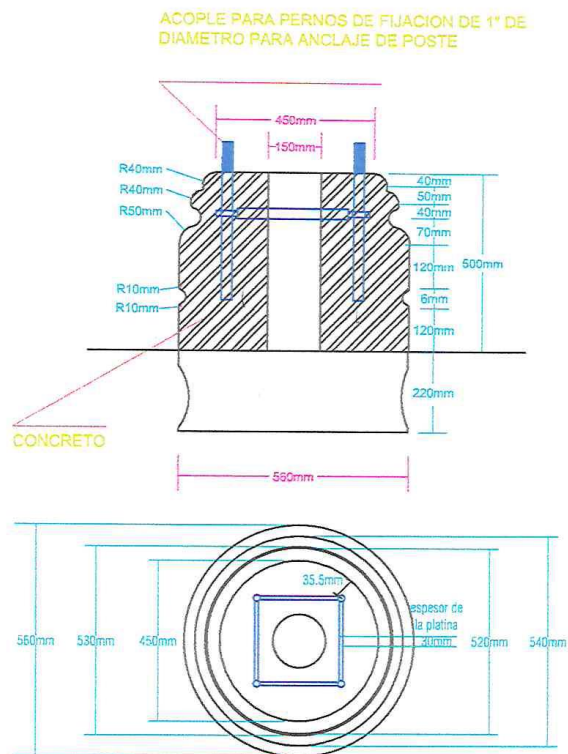 ACOPLE PARA PERNOS DE FIJACION DE 1" DE
DIAMETRO PARA ANCLAJE DE POSTE
450mm
150mm
R40mm
R40mm
R50mm
R10mm
R10mm
40mm
50mm
40mm
70mm
120mm
6mm
120mm
500mm
220mm
CONCRETO
560mm
35.5mm
espesor de
la platina
30mm
560mm
530mm
450mm
520mm
540mm